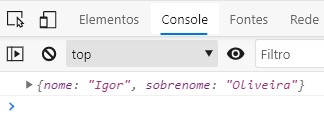 Elementos Console Fontes Rede
top Filtro
{nome: "Igor", sobrenome: "Oliveira"}